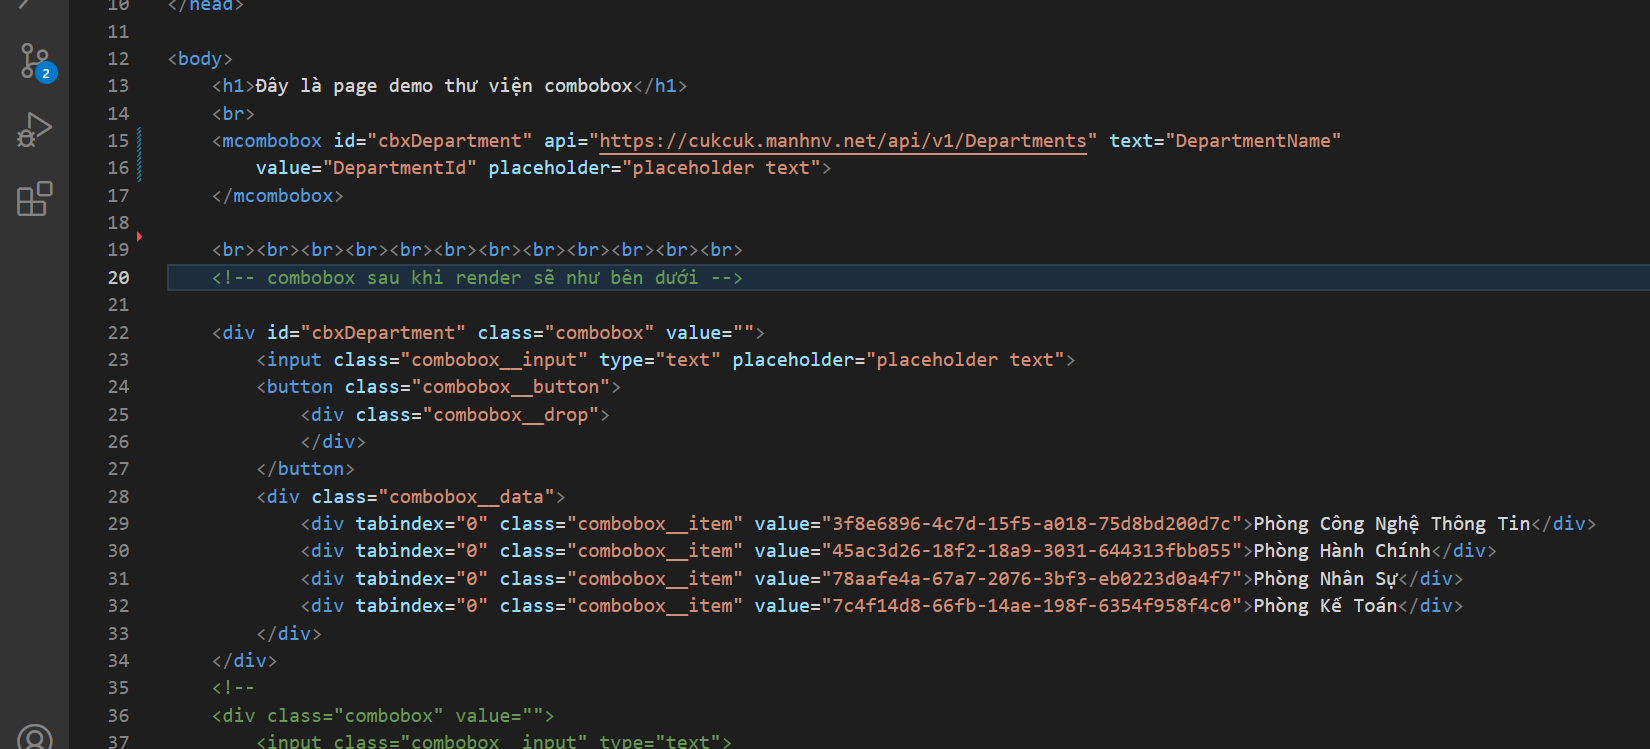 10 </head>
11
12 <body>
13 <h1>Đây là page demo thư viện combobox</h1>
14 <br>
15 <mcombobox id="cbxDepartment" api="https://cukcuk.manhnv.net/api/v1/Departments" text="DepartmentName"
16 value="DepartmentId" placeholder="placeholder text">
17 </mcombobox>
18
19 <br><br><br><br><br><br><br><br><br><br><br><br>
20 <!-- combobox sau khi render sẽ như bên dưới -->
21
22 <div id="cbxDepartment" class="combobox" value="">
23 <input class="combobox__input" type="text" placeholder="placeholder text">
24 <button class="combobox__button">
25 <div class="combobox__drop">
26 </div>
27 </button>
28 <div class="combobox__data">
29 <div tabindex="0" class="combobox__item" value="3f8e6896-4c7d-15f5-a018-75d8bd200d7c">Phòng Công Nghệ Thông Tin</div>
30 <div tabindex="0" class="combobox__item" value="45ac3d26-18f2-18a9-3031-644313fbb055">Phòng Hành Chính</div>
31 <div tabindex="0" class="combobox__item" value="78aafe4a-67a7-2076-3bf3-eb0223d0a4f7">Phòng Nhân Sự</div>
32 <div tabindex="0" class="combobox__item" value="7c4f14d8-66fb-14ae-198f-6354f958f4c0">Phòng Kế Toán</div>
33 </div>
34 </div>
35 <!--
36 <div class="combobox" value="">
37 <input class="combobox__input" type="text">
2